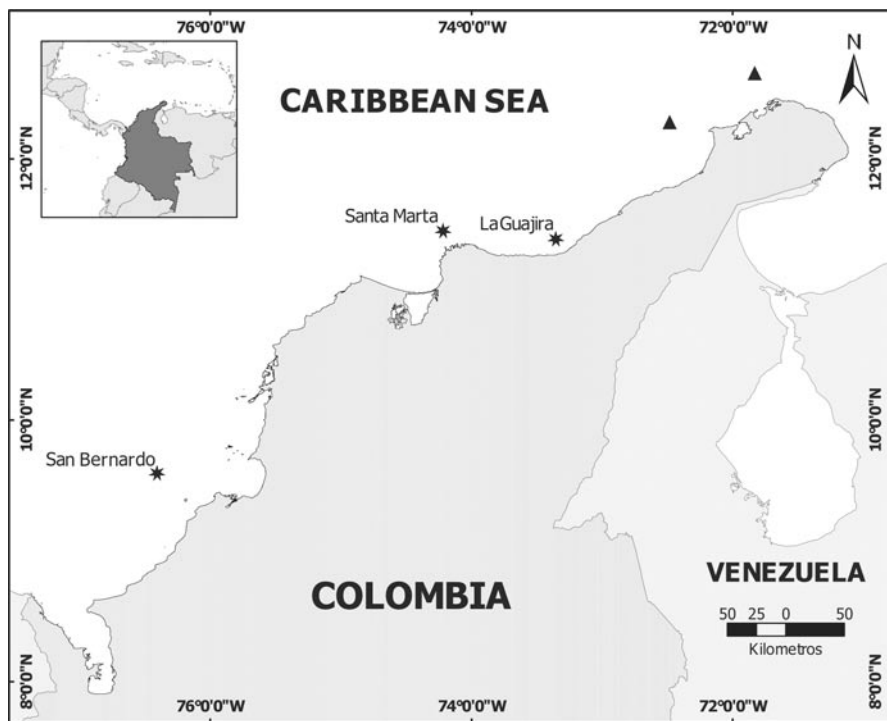 76°0'0"W 74°0'0"W 72°0'0"W
N
CARIBBEAN SEA
12°0'0"N
12°0'0"N
Santa Marta
La Guajira
10°0'0"N
10°0'0"N
San Bernardo
VENEZUELA
COLOMBIA
50 25 0 50
Kilometros
8°0'0"N
8°0'0"N
76°0'0"W 74°0'0"W 72°0'0"W